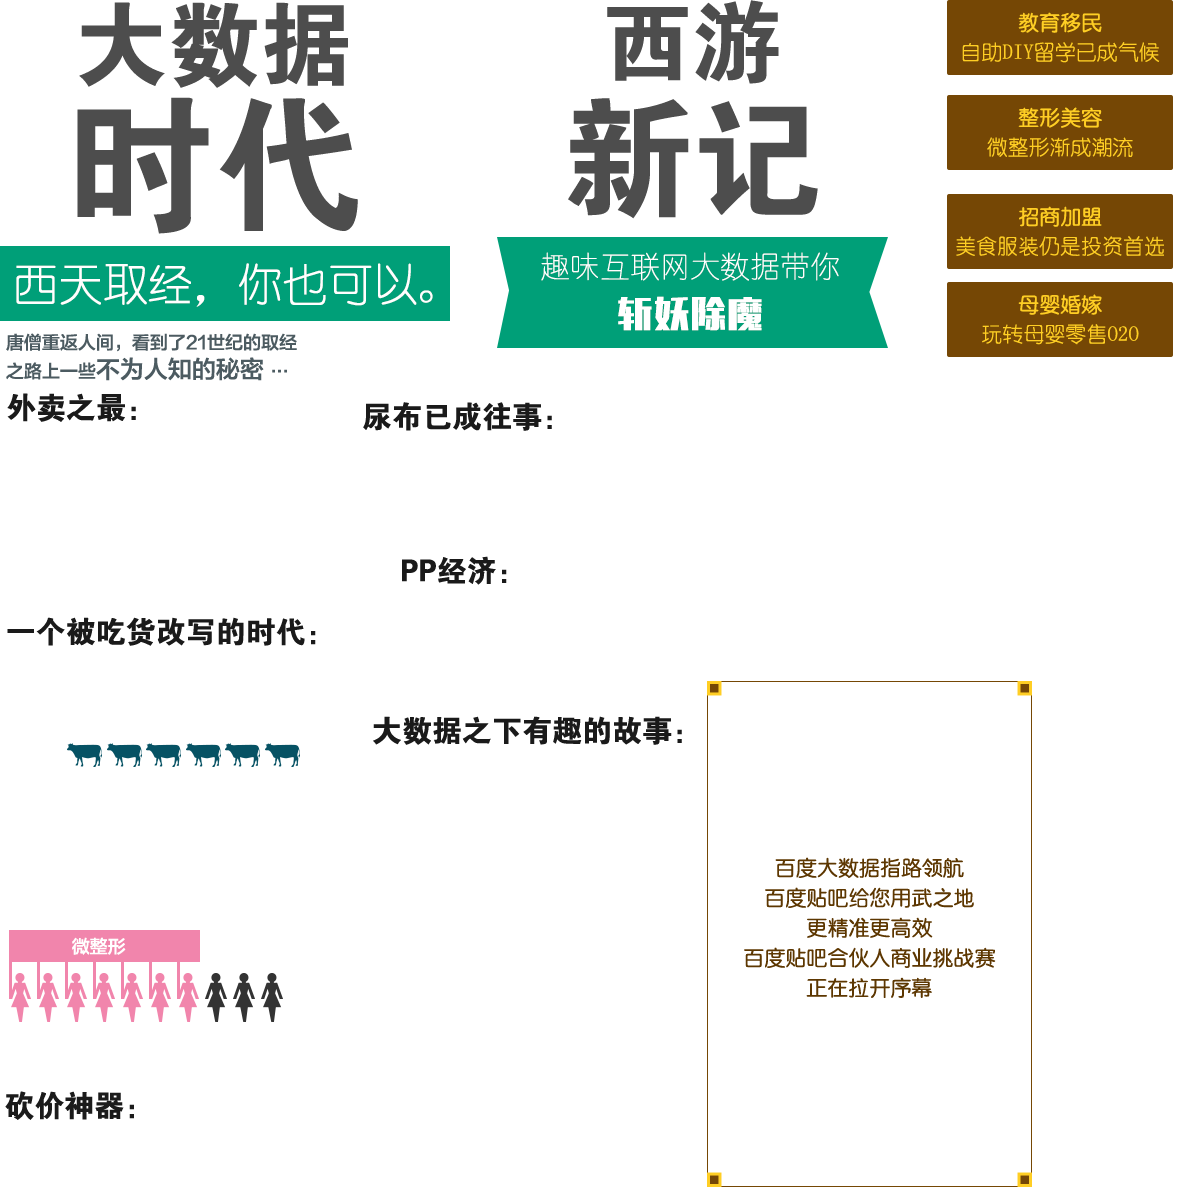 大数据
时代
西天取经，你也可以。
唐僧重返人间，看到了21世纪的取经
之路上一些不为人知的秘密 …
西游
新记
趣味互联网大数据带你
斩妖除魔
教育移民
自助DIY留学已成气候
整形美容
微整形渐成潮流
招商加盟
美食服装仍是投资首选
母婴婚嫁
玩转母婴零售O2O
外卖之最：
尿布已成往事：
PP经济：
一个被吃货改写的时代：
大数据之下有趣的故事：
百度大数据指路领航
百度贴吧给您用武之地
更精准更高效
百度贴吧合伙人商业挑战赛
正在拉开序幕
微整形
砍价神器：